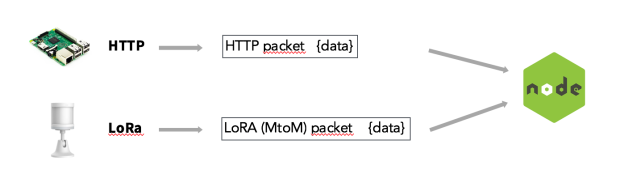 HTTP
HTTP packet {data}
node
LoRa
LoRA (MtoM) packet {data}